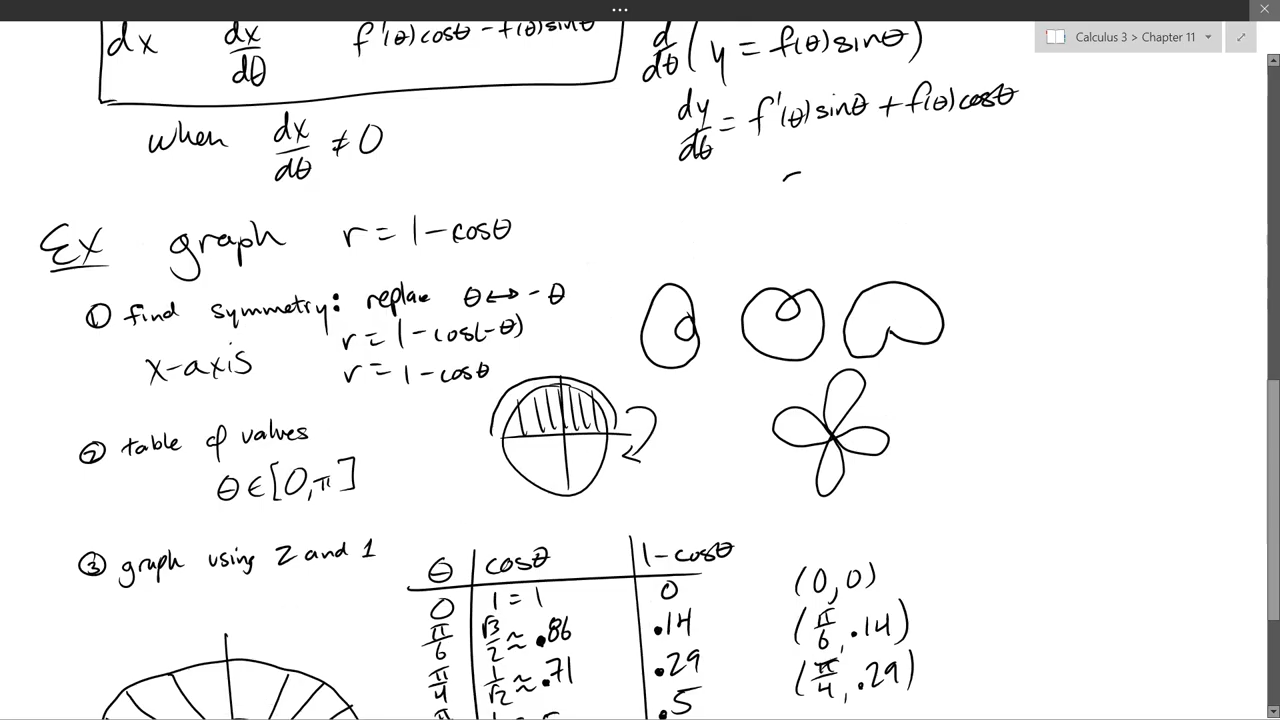 Calculus 3 > Chapter 11
dx dx/dθ f'(θ)cosθ - f(θ)sinθ
d/dθ (y = f(θ)sinθ)
dy/dθ = f'(θ)sinθ + f(θ)cosθ
when dx/dθ ≠ 0
Ex graph r = 1-cosθ
① find symmetry: replace θ↔-θ
r = 1-cos(-θ)
x-axis r = 1-cosθ
② table of values
θ∈[0,π]
③ graph using 2 and 1
θ cosθ 1-cosθ
0 1 = 1 0 (0,0)
π/6 √3/2 ≈ .86 .14 (π/6, .14)
π/4 1/√2 ≈ .71 .29 (π/4, .29)
.5